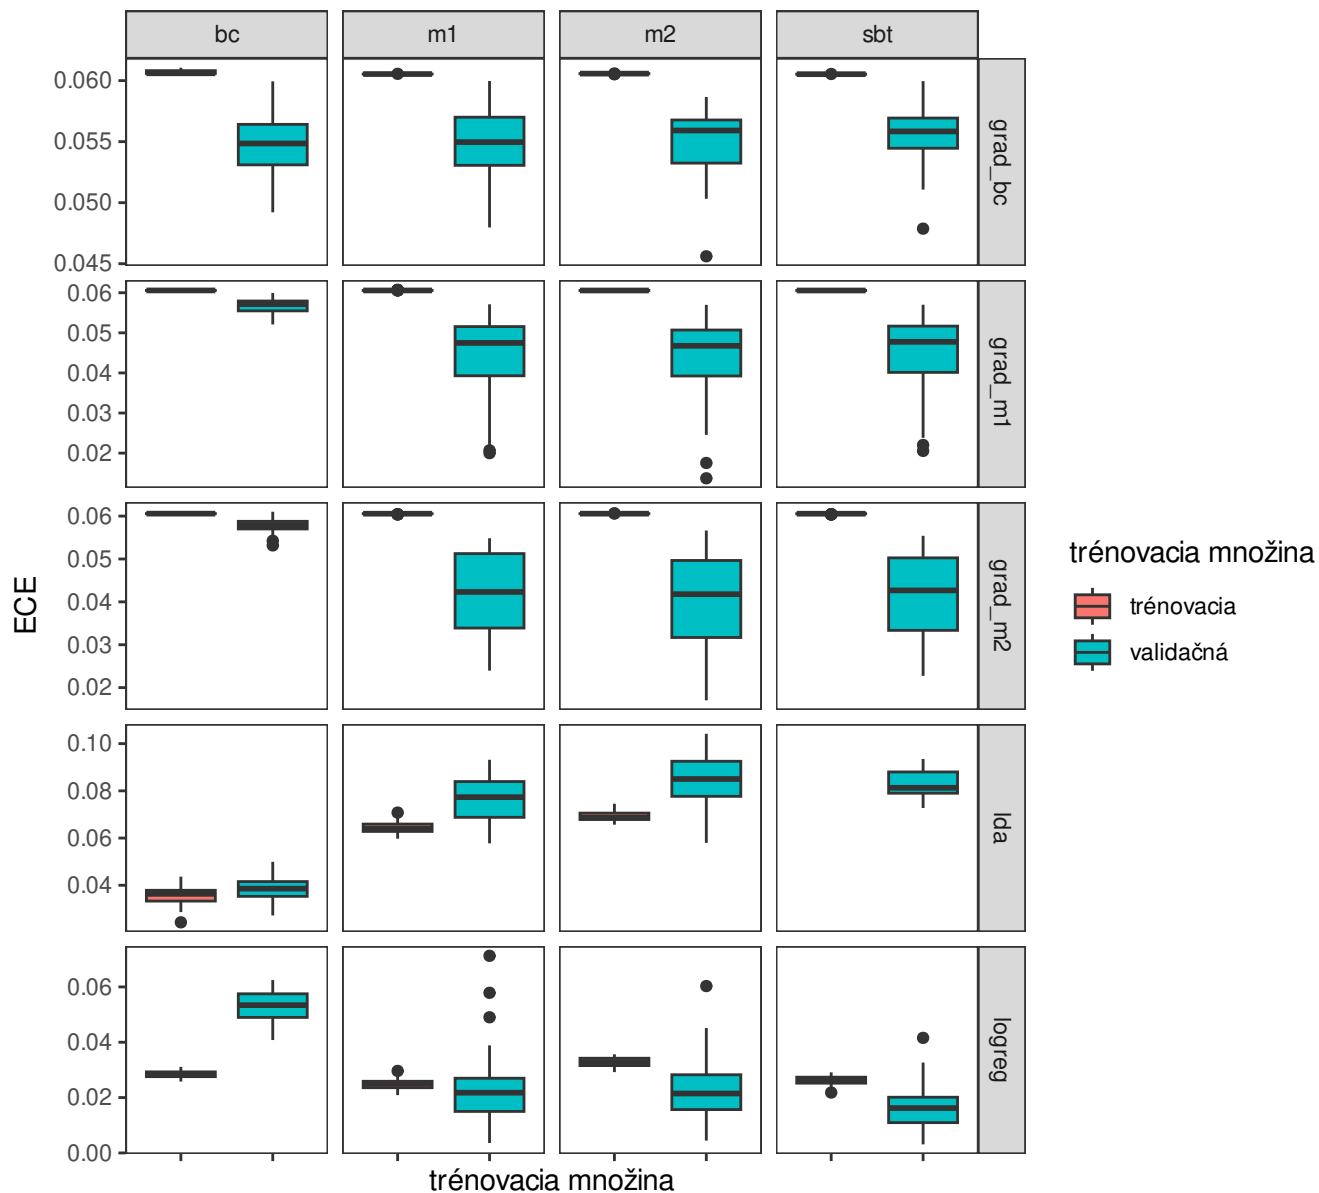 bc m1 m2 sbt
0.060
0.055
0.050
0.045
grad_bc
0.06
0.05
0.04
0.03
0.02
grad_m1
0.06
0.05
0.04
0.03
0.02
grad_m2
0.10
0.08
0.06
0.04
lda
0.06
0.04
0.02
0.00
logreg
ECE
trénovacia množina
trénovacia množina
trénovacia
validačná